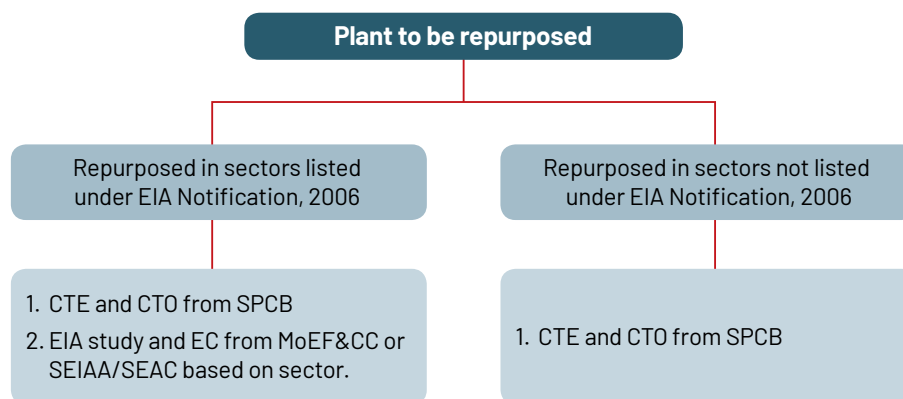 Plant to be repurposed
Repurposed in sectors listed
under EIA Notification, 2006
Repurposed in sectors not listed
under EIA Notification, 2006
1. CTE and CTO from SPCB
2. EIA study and EC from MoEF&CC or
SEIAA/SEAC based on sector.
1. CTE and CTO from SPCB